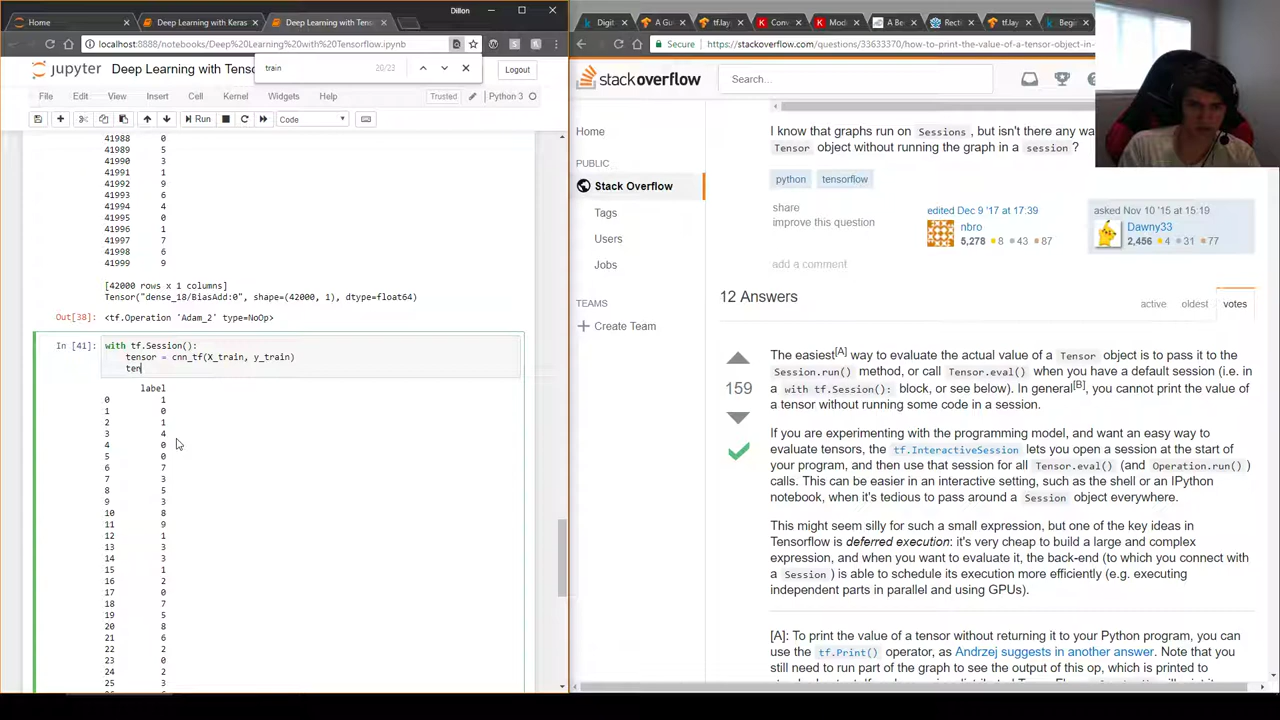 Dillon
Home
Deep Learning with Keras
Deep Learning with Tens
localhost:8888/notebooks/Deep%20Learning%20with%20Tensorflow.ipynb
jupyter
Deep Learning with Tens
train
20/23
Logout
File
Edit
View
Insert
Cell
Kernel
Widgets
Help
Trusted
Python 3
Run
Code
41988 0
41989 5
41990 3
41991 1
41992 9
41993 6
41994 4
41995 0
41996 1
41997 7
41998 6
41999 9
[42000 rows x 1 columns]
Tensor("dense_18/BiasAdd:0", shape=(42000, 1), dtype=float64)
Out[38]: <tf.Operation 'Adam_2' type=NoOp>
In [41]: with tf.Session():
tensor = cnn_tf(X_train, y_train)
ten
label
0 1
1 0
2 1
3 4
4 0
5 0
6 7
7 3
8 5
9 3
10 8
11 9
12 1
13 3
14 3
15 1
16 2
17 0
18 7
19 5
20 8
21 6
22 2
23 0
24 2
25 3
Digit
A Gu
tf.lay
Conv
Mode
A Be
Recti
tf.lay
Begin
Secure
https://stackoverflow.com/questions/33633370/how-to-print-the-value-of-a-tensor-object-in-
stackoverflow
Search...
Home
PUBLIC
Stack Overflow
Tags
Users
Jobs
TEAMS
Create Team
I know that graphs run on Sessions, but isn't there any wa
Tensor object without running the graph in a session?
python
tensorflow
share
improve this question
edited Dec 9 '17 at 17:39
nbro
5,278 8 43 87
asked Nov 10 '15 at 15:19
Dawny33
2,456 4 31 77
add a comment
12 Answers
active
oldest
votes
159
The easiest[A] way to evaluate the actual value of a Tensor object is to pass it to the
Session.run() method, or call Tensor.eval() when you have a default session (i.e. in
a with tf.Session(): block, or see below). In general[B], you cannot print the value
of a tensor without running some code in a session.
If you are experimenting with the programming model, and want an easy way to
evaluate tensors, the tf.InteractiveSession lets you open a session at the start of
your program, and then use that session for all Tensor.eval() (and Operation.run())
calls. This can be easier in an interactive setting, such as the shell or an IPython
notebook, when it's tedious to pass around a Session object everywhere.
This might seem silly for such a small expression, but one of the key ideas in
Tensorflow is deferred execution: it's very cheap to build a large and complex
expression, and when you want to evaluate it, the back-end (to which you connect with
a Session) is able to schedule its execution more efficiently (e.g. executing
independent parts in parallel and using GPUs).
[A]: To print the value of a tensor without returning it to your Python program, you can
use the tf.Print() operator, as Andrzej suggests in another answer. Note that you
still need to run part of the graph to see the output of this op, which is printed to